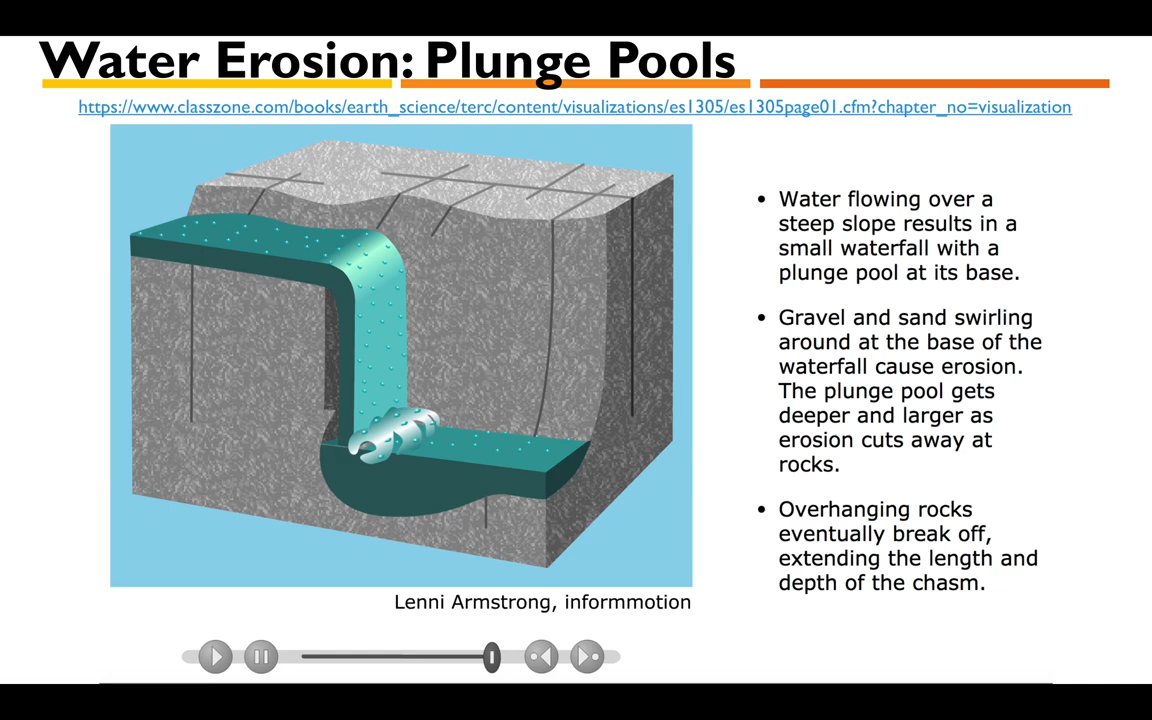 Water Erosion: Plunge Pools
https://www.classzone.com/books/earth_science/terc/content/visualizations/es1305/es1305page01.cfm?chapter_no=visualization
• Water flowing over a
steep slope results in a
small waterfall with a
plunge pool at its base.
• Gravel and sand swirling
around at the base of the
waterfall cause erosion.
The plunge pool gets
deeper and larger as
erosion cuts away at
rocks.
• Overhanging rocks
eventually break off,
extending the length and
depth of the chasm.
Lenni Armstrong, informmotion